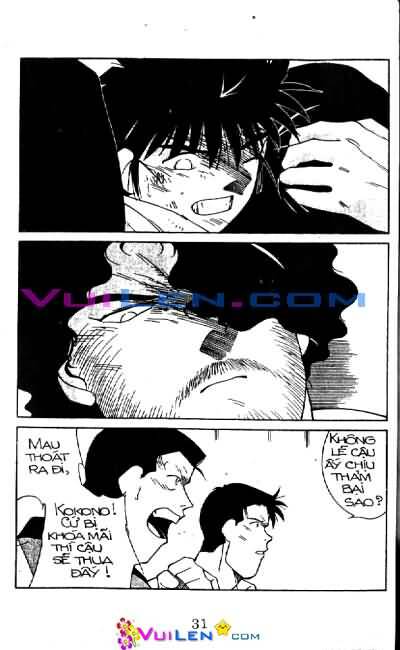 VuiLen.com
MAU
THOÁT
RA ĐI,
KOKONO!
CỨ BỊ
KHÓA MÃI
THÌ CẬU
SẼ THUA
ĐẤY!
KHÔNG
LẼ CẬU
ẤY CHỊU
THẢM
BẠI
SAO?
31
VuiLen.com